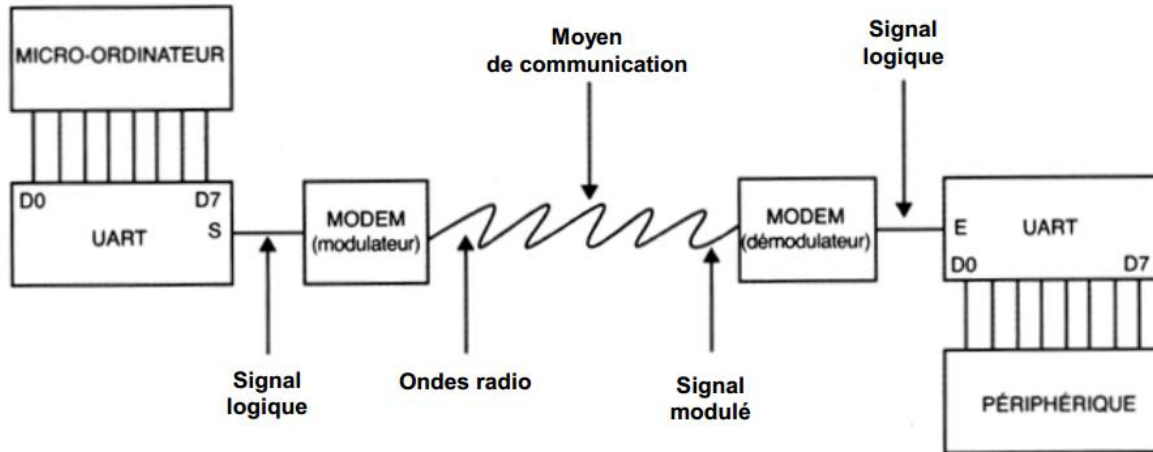 MICRO-ORDINATEUR
D0
D7
UART
S
Signal
logique
MODEM
(modulateur)
Ondes radio
Moyen
de communication
Signal
modulé
MODEM
(démodulateur)
Signal
logique
E
UART
D0
D7
PÉRIPHÉRIQUE